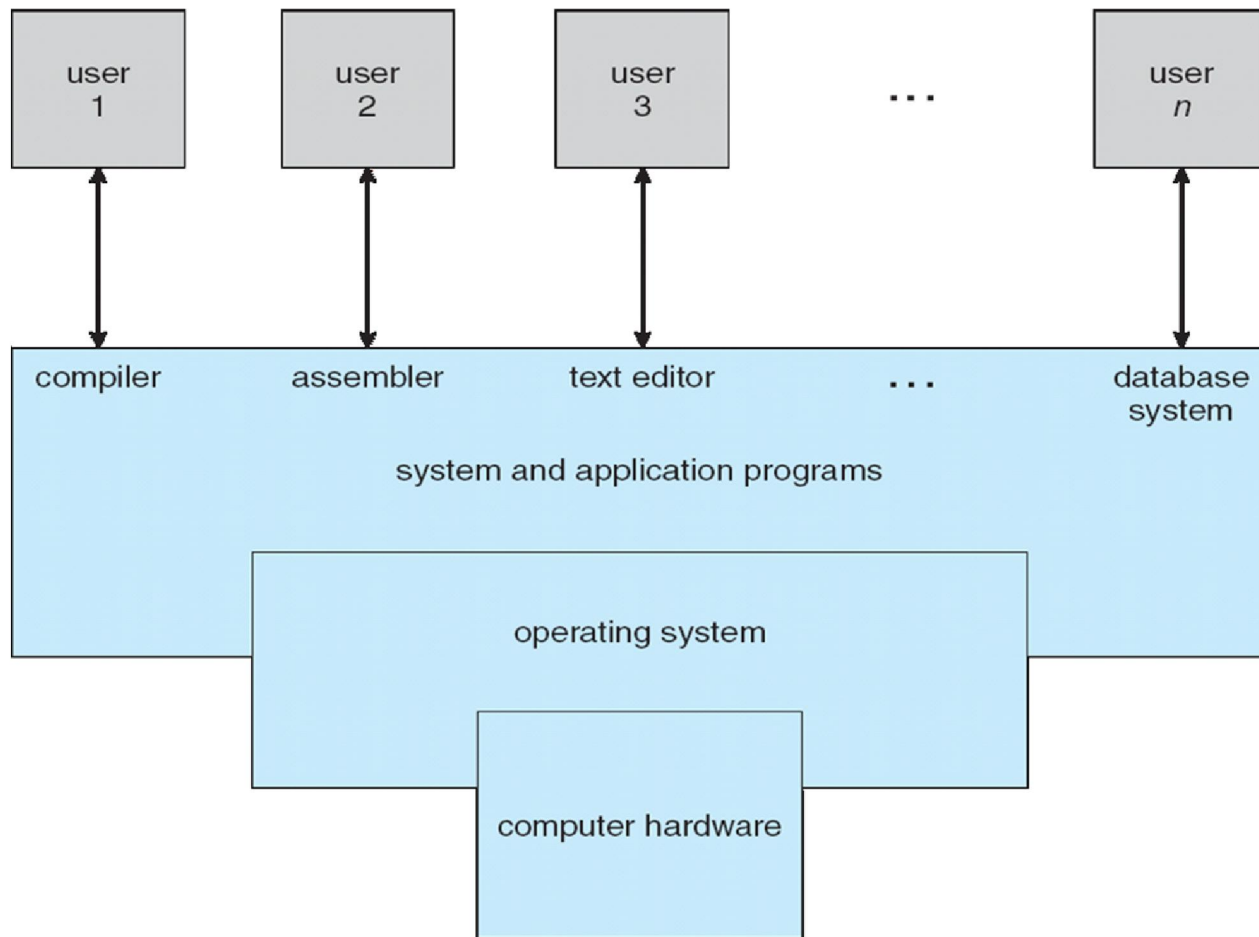 user
1
user
2
user
3
...
user
n
compiler
assembler
text editor
...
database
system
system and application programs
operating system
computer hardware